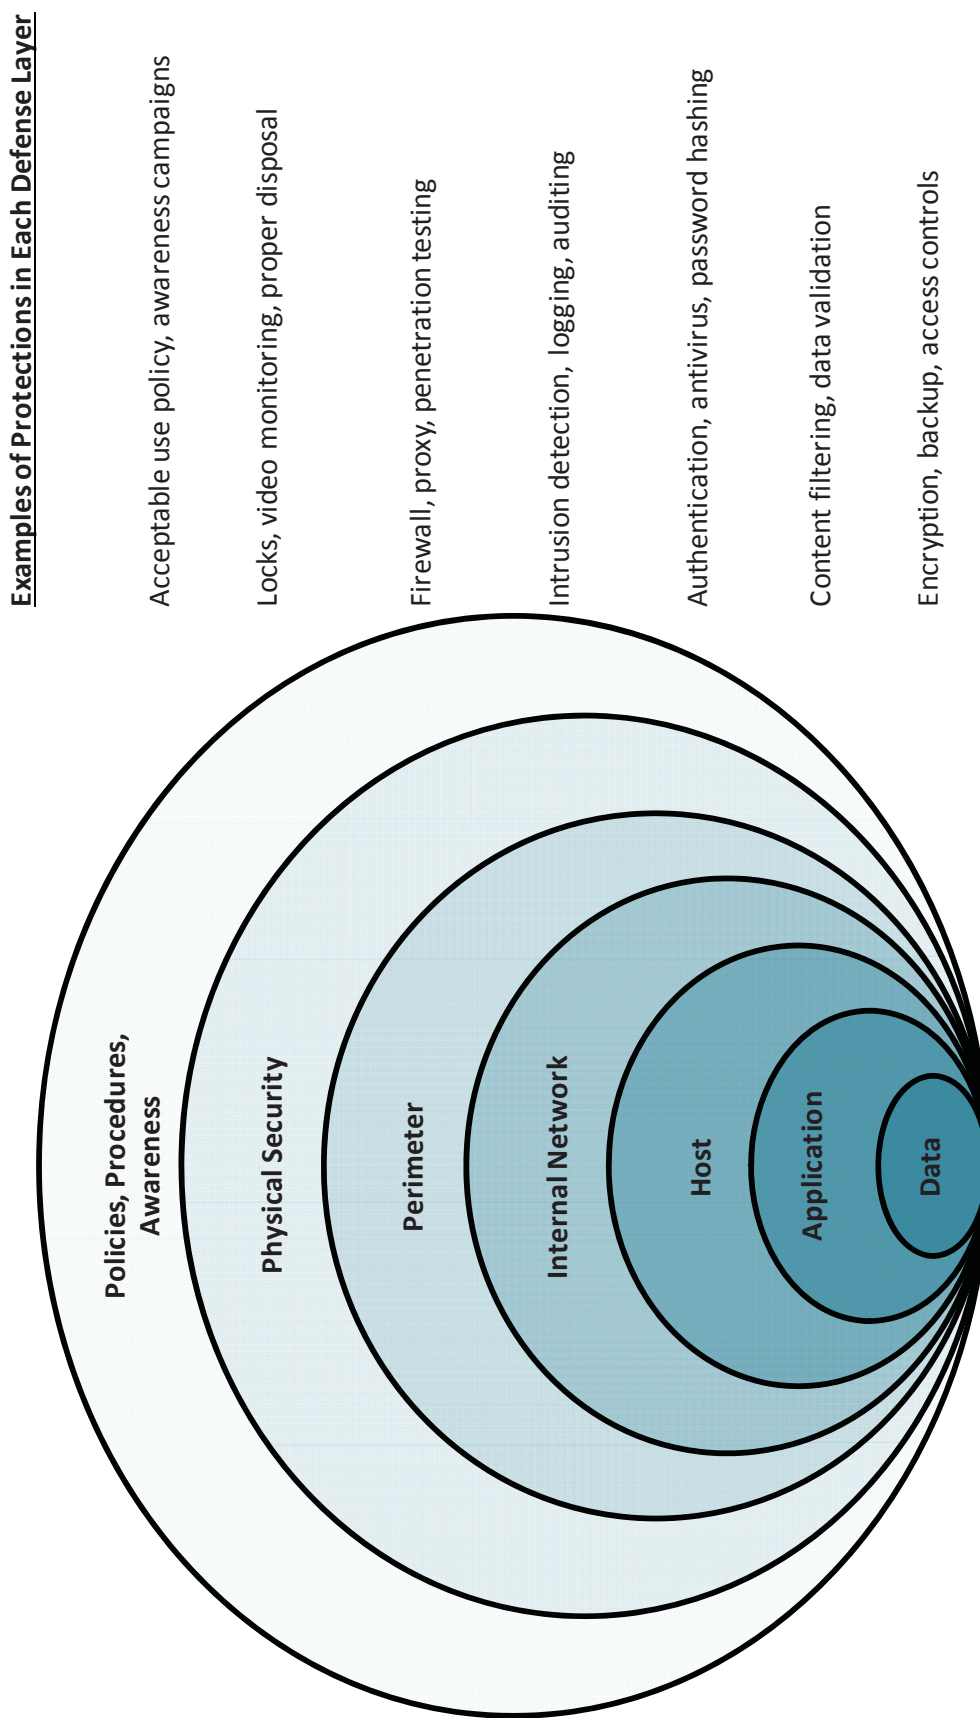 Examples of Protections in Each Defense Layer
Policies, Procedures,
Awareness
Acceptable use policy, awareness campaigns
Physical Security
Locks, video monitoring, proper disposal
Perimeter
Firewall, proxy, penetration testing
Internal Network
Intrusion detection, logging, auditing
Host
Authentication, antivirus, password hashing
Application
Content filtering, data validation
Data
Encryption, backup, access controls